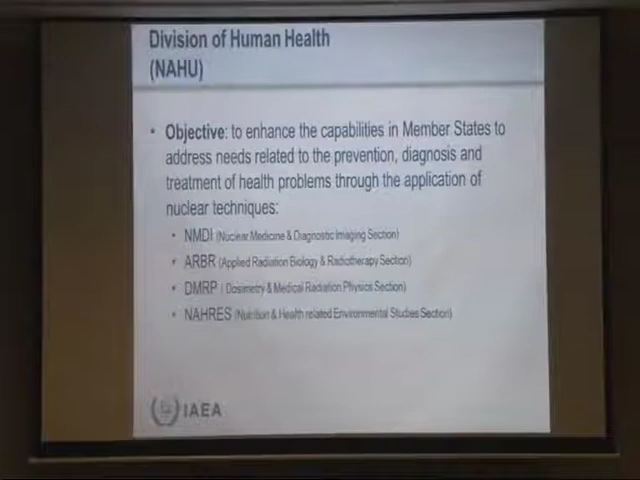 Division of Human Health
(NAHU)
• Objective: to enhance the capabilities in Member States to
address needs related to the prevention, diagnosis and
treatment of health problems through the application of
nuclear techniques:
• NMDI (Nuclear Medicine & Diagnostic Imaging Section)
• ARBR (Applied Radiation Biology & Radiotherapy Section)
• DMRP ( Dosimetry & Medical Radiation Physics Section)
• NAHRES (Nutrition & Health related Environmental Studies Section)
IAEA